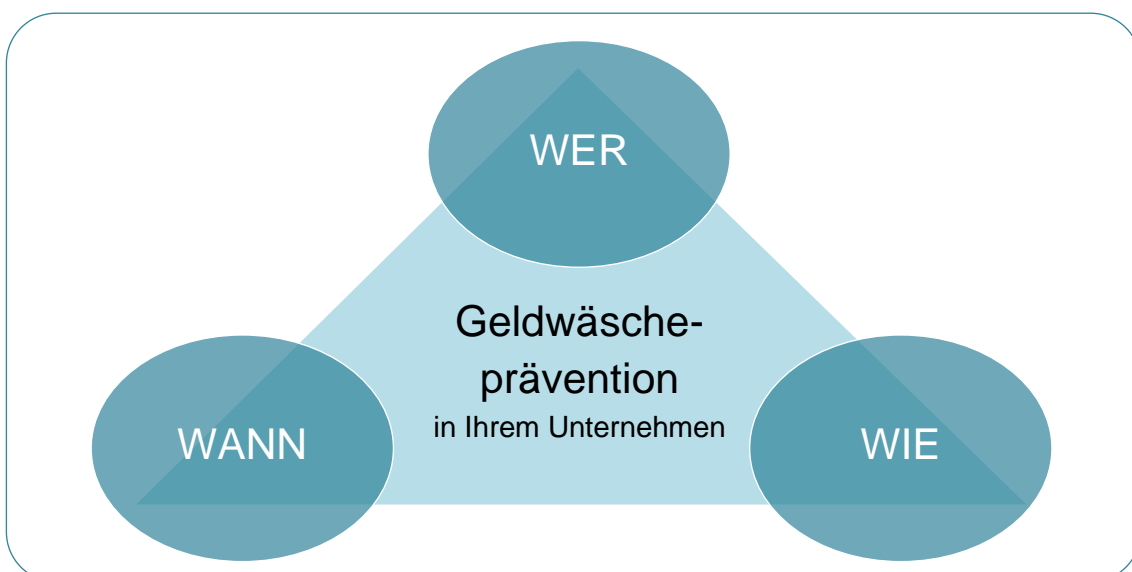 WER
Geldwäsche-
prävention
in Ihrem Unternehmen
WANN
WIE